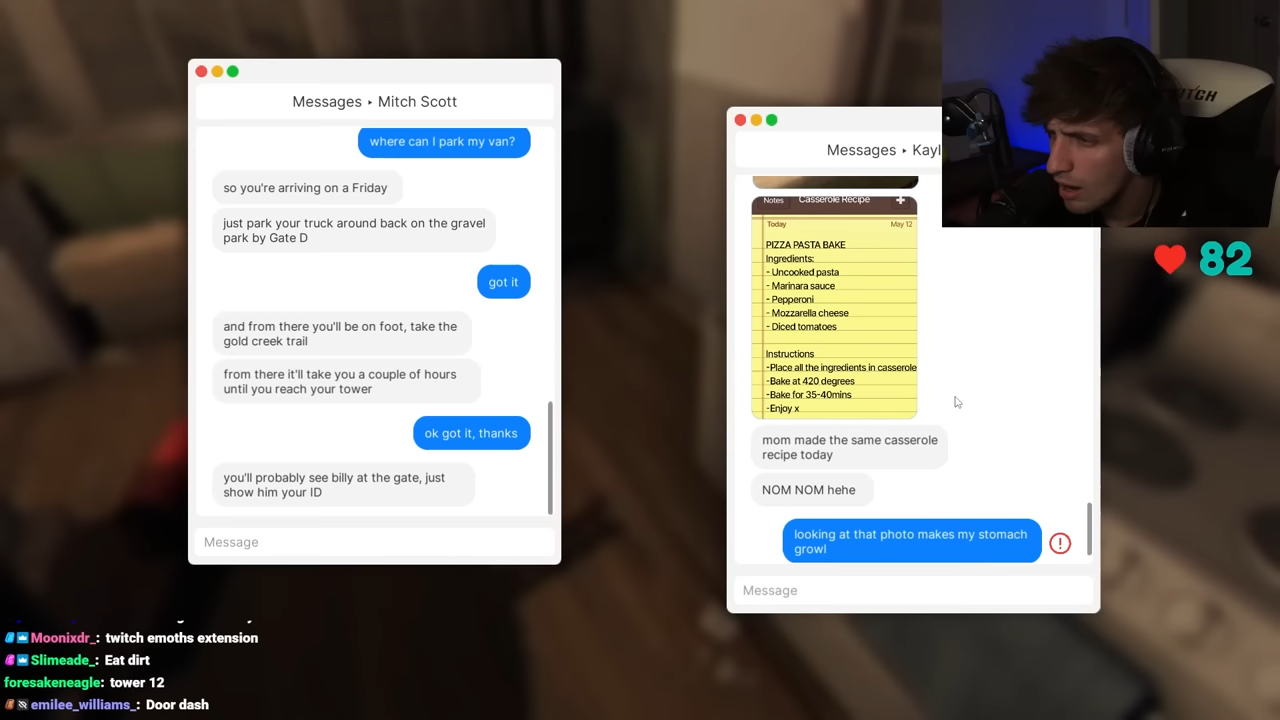 Messages ▸ Mitch Scott
where can I park my van?
so you're arriving on a Friday
just park your truck around back on the gravel
park by Gate D
got it
and from there you'll be on foot, take the
gold creek trail
from there it'll take you a couple of hours
until you reach your tower
ok got it, thanks
you'll probably see billy at the gate, just
show him your ID
Message
Messages ▸ Kayl
Notes Casserole Recipe +
Today May 12
PIZZA PASTA BAKE
Ingredients:
- Uncooked pasta
- Marinara sauce
- Pepperoni
- Mozzarella cheese
- Diced tomatoes
Instructions
-Place all the ingredients in casserole
-Bake at 420 degrees
-Bake for 35-40mins
-Enjoy x
mom made the same casserole
recipe today
NOM NOM hehe
looking at that photo makes my stomach
growl
Message
82
Moonixdr_: twitch emoths extension
Slimeade_: Eat dirt
foresakeneagle: tower 12
emilee_williams_: Door dash